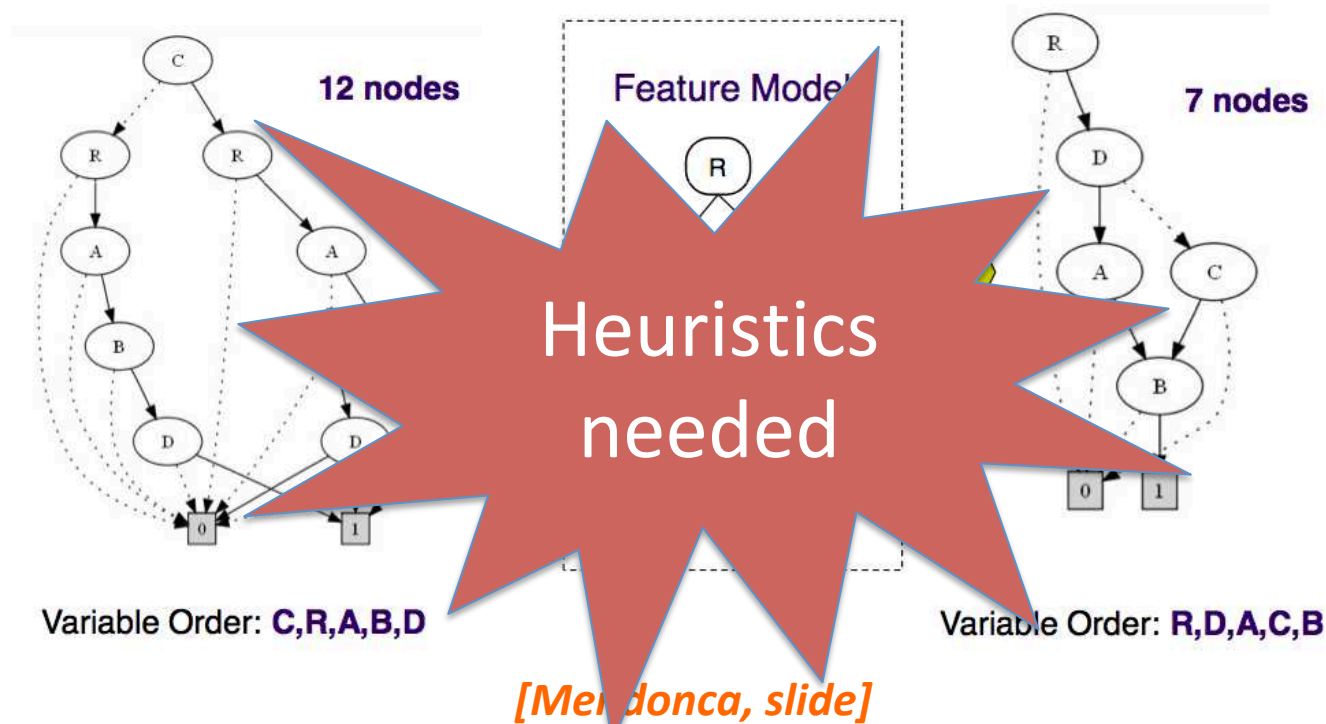 C
12 nodes
R
R
A
A
B
D
D
0
1
Variable Order: C,R,A,B,D
Feature Model
R
Heuristics
needed
R
7 nodes
D
A
C
B
0
1
Variable Order: R,D,A,C,B
[Mendonca, slide]